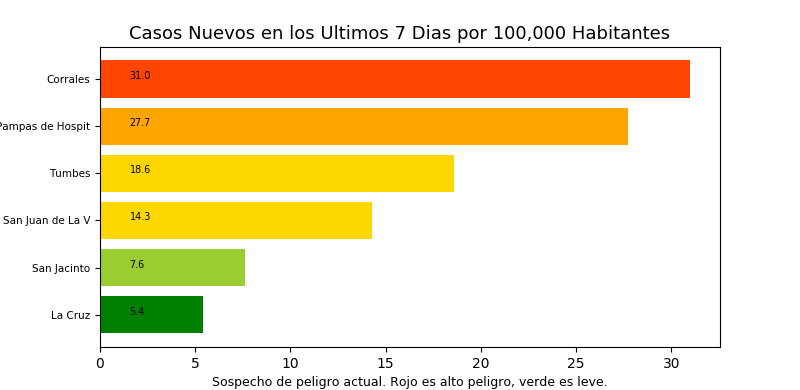 Casos Nuevos en los Ultimos 7 Dias por 100,000 Habitantes
Corrales 31.0
Pampas de Hospit 27.7
Tumbes 18.6
San Juan de La V 14.3
San Jacinto 7.6
La Cruz 5.4
0 5 10 15 20 25 30
Sospecho de peligro actual. Rojo es alto peligro, verde es leve.